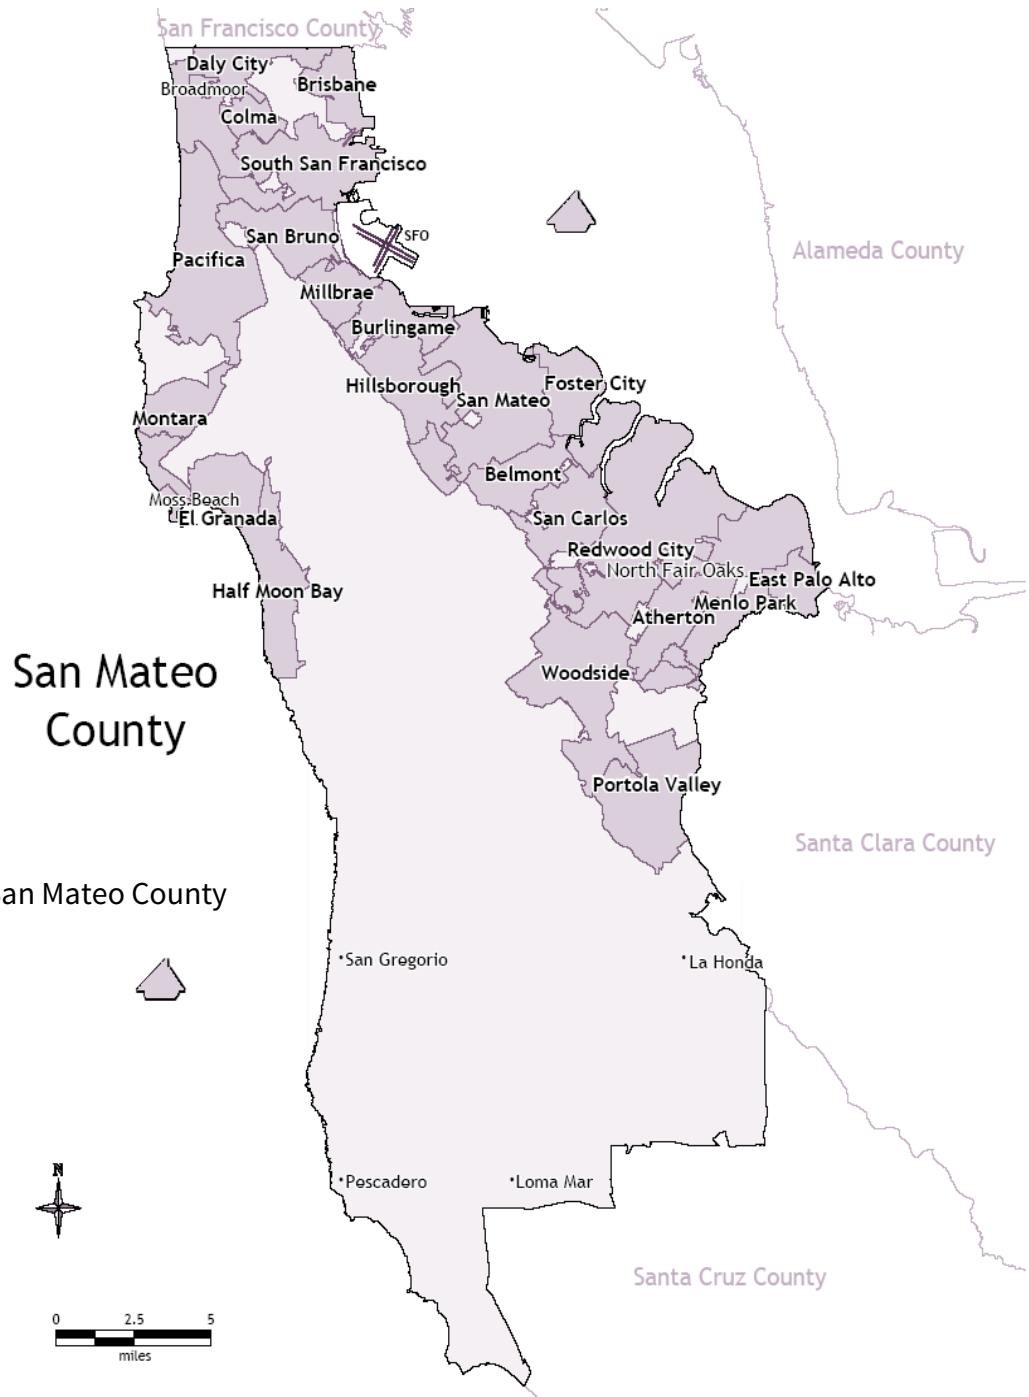 San Francisco County
Daly City
Broadmoor
Brisbane
Colma
South San Francisco
San Bruno
SFO
Pacifica
Alameda County
Millbrae
Burlingame
Hillsborough
Foster City
San Mateo
Montara
Belmont
Moss Beach
El Granada
San Carlos
Redwood City
North Fair Oaks
East Palo Alto
Half Moon Bay
Menlo Park
Atherton
San Mateo
County
Woodside
Portola Valley
Santa Clara County
an Mateo County
San Gregorio
La Honda
N
Pescadero
Loma Mar
Santa Cruz County
0 2.5 5
miles